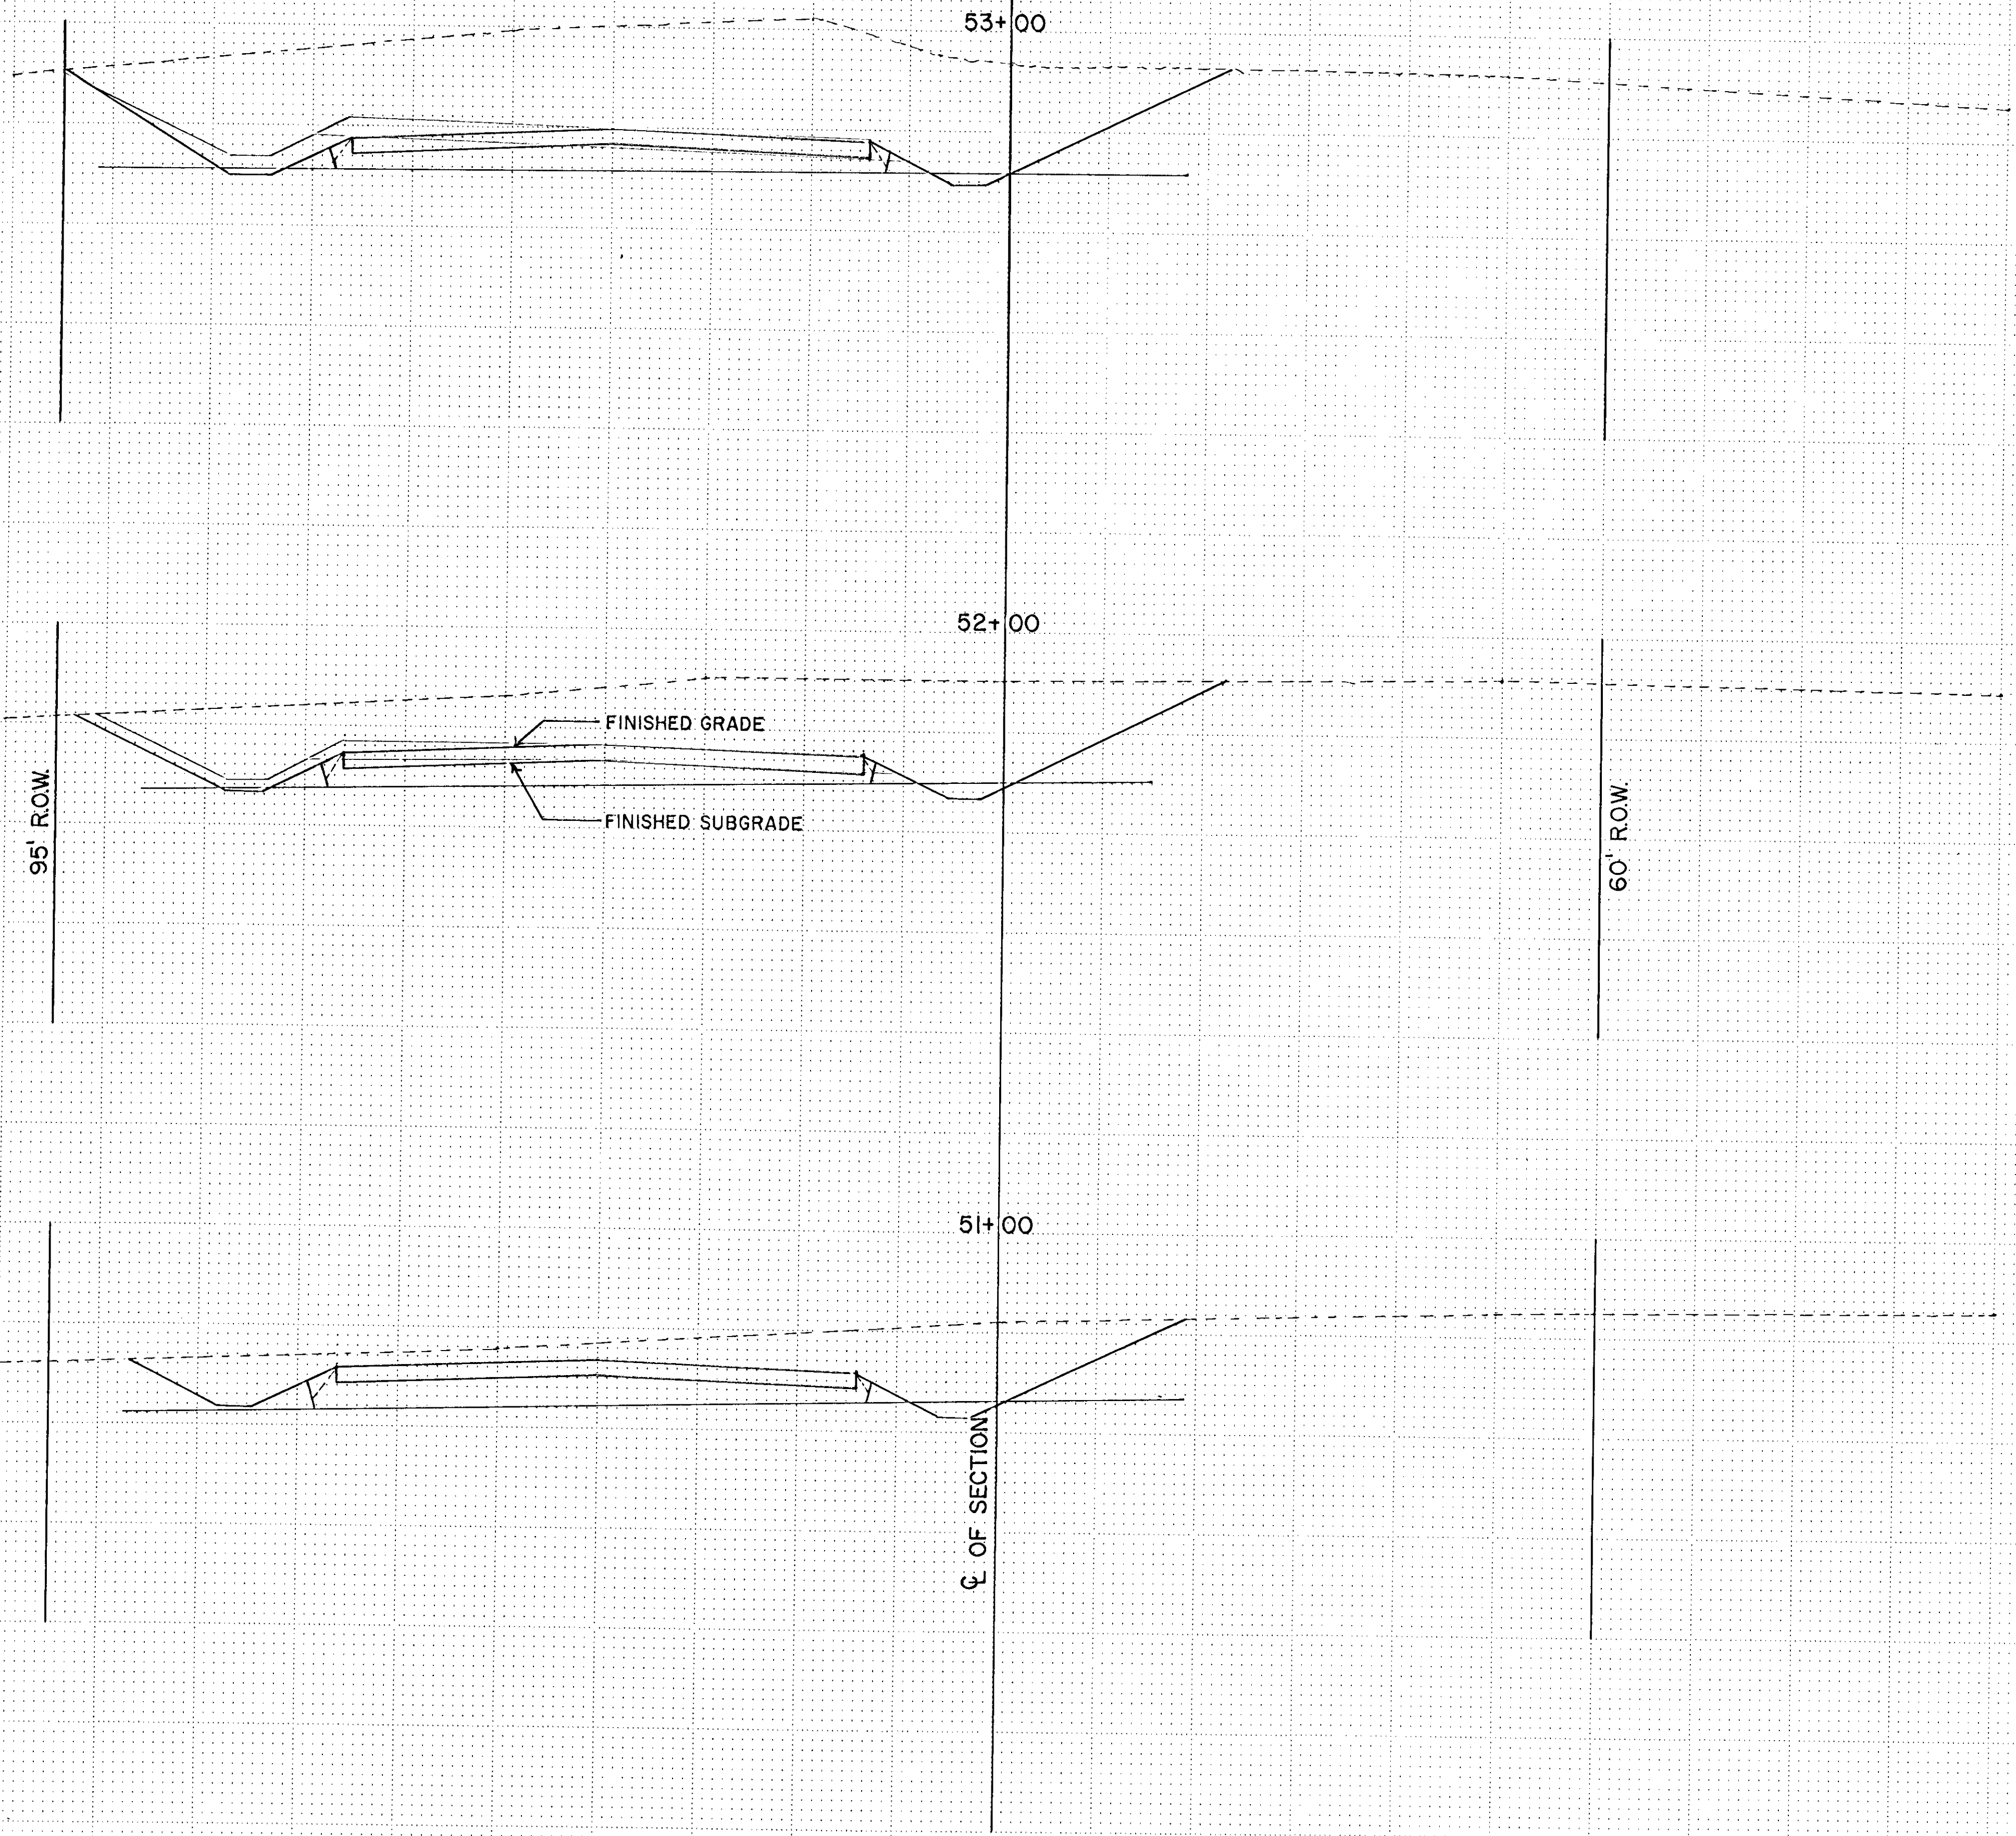 53+00
52+00
FINISHED GRADE
FINISHED SUBGRADE
95' R.O.W.
60' R.O.W.
51+00
℄ OF SECTION